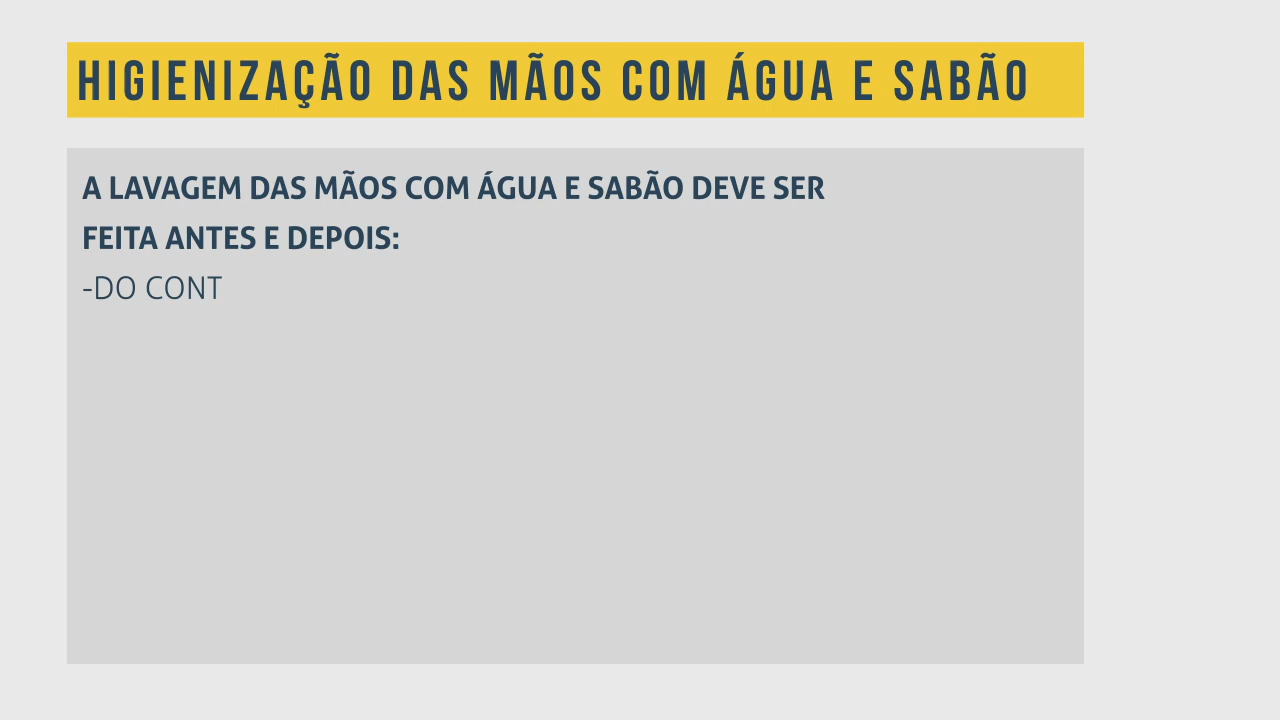 HIGIENIZAÇÃO DAS MÃOS COM ÁGUA E SABÃO
A LAVAGEM DAS MÃOS COM ÁGUA E SABÃO DEVE SER
FEITA ANTES E DEPOIS:
-DO CONT